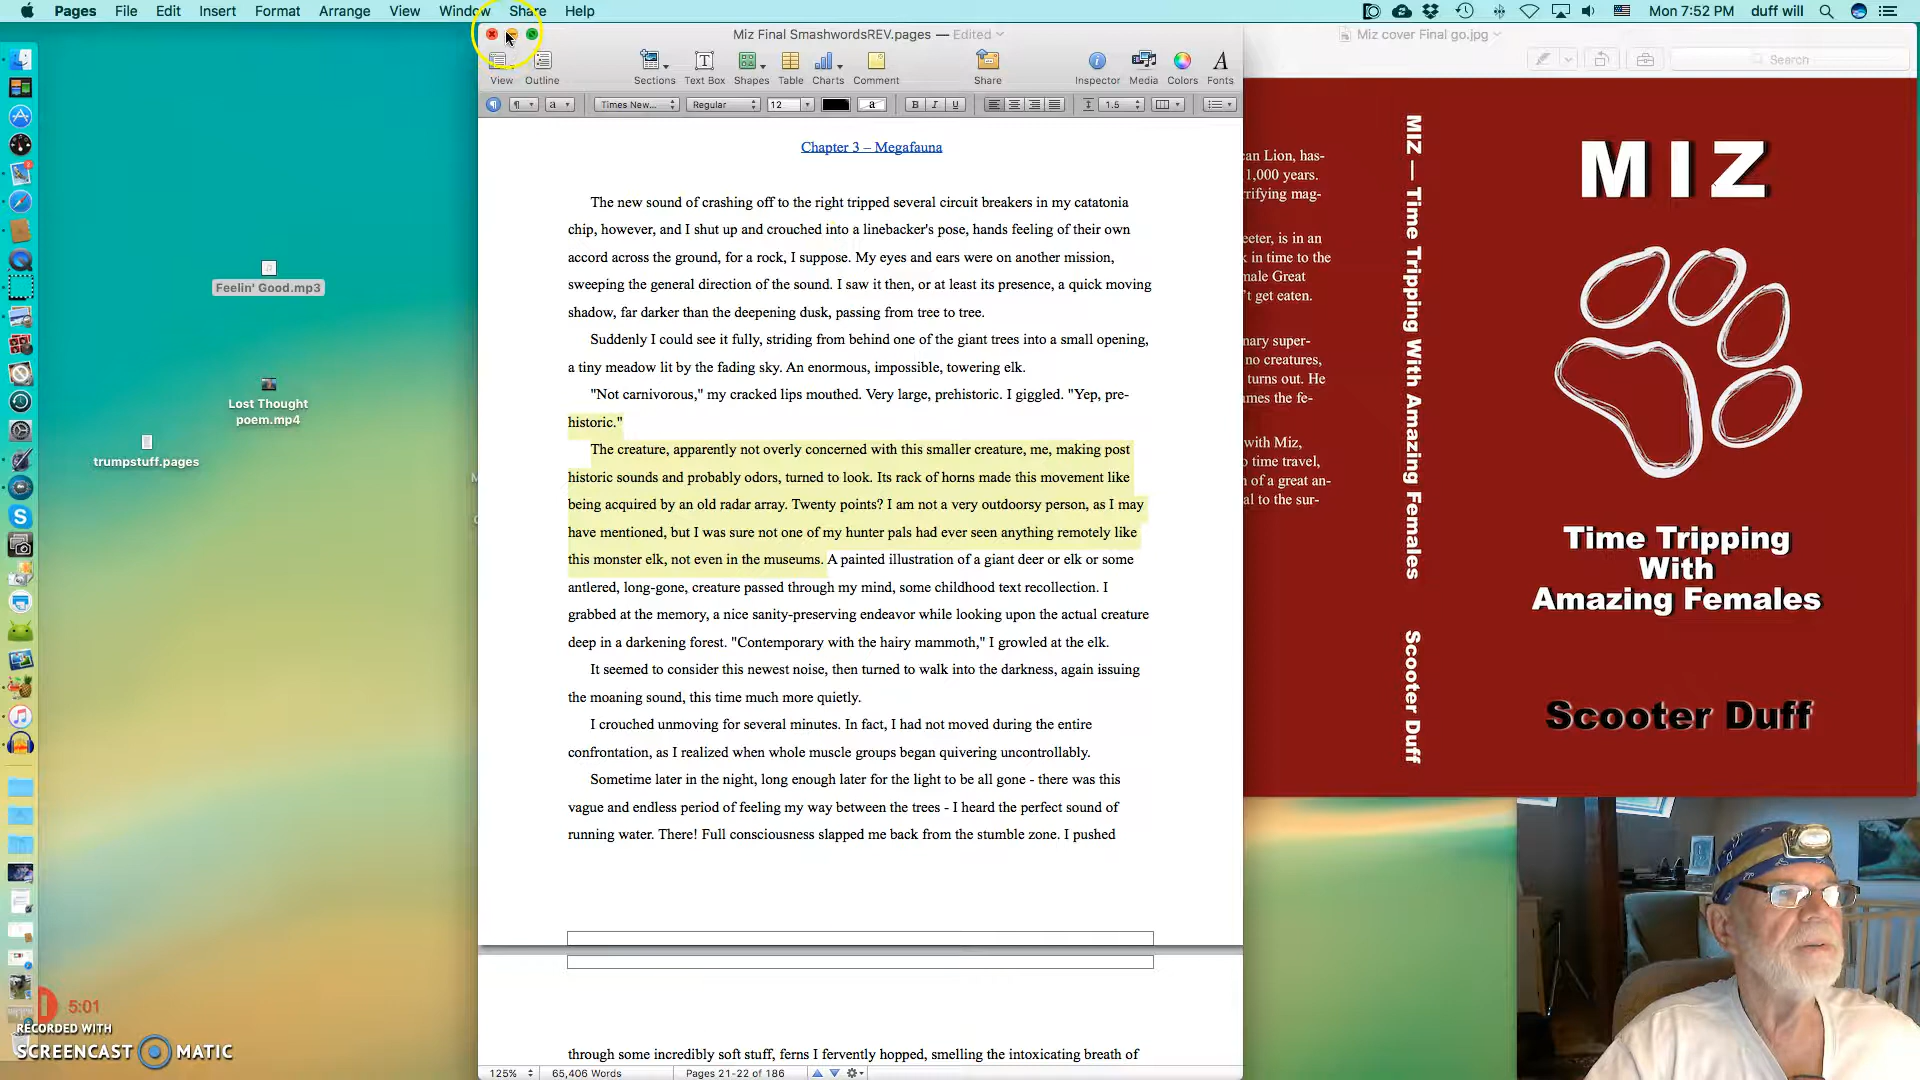 Pages File Edit Insert Format Arrange View Window Share Help
Mon 7:52 PM duff will
Miz Final SmashwordsREV.pages — Edited
Miz cover Final go.jpg
View Outline Sections Text Box Shapes Table Charts Comment Share Inspector Media Colors Fonts
Search
Times New... Regular 12 a B I U 1.5
Chapter 3 – Megafauna
The new sound of crashing off to the right tripped several circuit breakers in my catatonia
chip, however, and I shut up and crouched into a linebacker's pose, hands feeling of their own
accord across the ground, for a rock, I suppose. My eyes and ears were on another mission,
sweeping the general direction of the sound. I saw it then, or at least its presence, a quick moving
shadow, far darker than the deepening dusk, passing from tree to tree.
Suddenly I could see it fully, striding from behind one of the giant trees into a small opening,
a tiny meadow lit by the fading sky. An enormous, impossible, towering elk.
"Not carnivorous," my cracked lips mouthed. Very large, prehistoric. I giggled. "Yep, pre-
historic."
The creature, apparently not overly concerned with this smaller creature, me, making post
historic sounds and probably odors, turned to look. Its rack of horns made this movement like
being acquired by an old radar array. Twenty points? I am not a very outdoorsy person, as I may
have mentioned, but I was sure not one of my hunter pals had ever seen anything remotely like
this monster elk, not even in the museums. A painted illustration of a giant deer or elk or some
antlered, long-gone, creature passed through my mind, some childhood text recollection. I
grabbed at the memory, a nice sanity-preserving endeavor while looking upon the actual creature
deep in a darkening forest. "Contemporary with the hairy mammoth," I growled at the elk.
It seemed to consider this newest noise, then turned to walk into the darkness, again issuing
the moaning sound, this time much more quietly.
I crouched unmoving for several minutes. In fact, I had not moved during the entire
confrontation, as I realized when whole muscle groups began quivering uncontrollably.
Sometime later in the night, long enough later for the light to be all gone - there was this
vague and endless period of feeling my way between the trees - I heard the perfect sound of
running water. There! Full consciousness slapped me back from the stumble zone. I pushed
through some incredibly soft stuff, ferns I fervently hopped, smelling the intoxicating breath of
125% 65,406 Words Pages 21-22 of 186
Feelin' Good.mp3
Lost Thought
poem.mp4
trumpstuff.pages
can Lion, has-
1,000 years.
rrifying mag-
eeter, is in an
k in time to the
male Great
't get eaten.
nary super-
no creatures,
turns out. He
mes the fe-
with Miz,
o time travel,
n of a great an-
al to the sur-
MIZ — Time Tripping With Amazing Females Scooter Duff
MIZ
Time Tripping
With
Amazing Females
Scooter Duff
5:01
RECORDED WITH
SCREENCAST MATIC